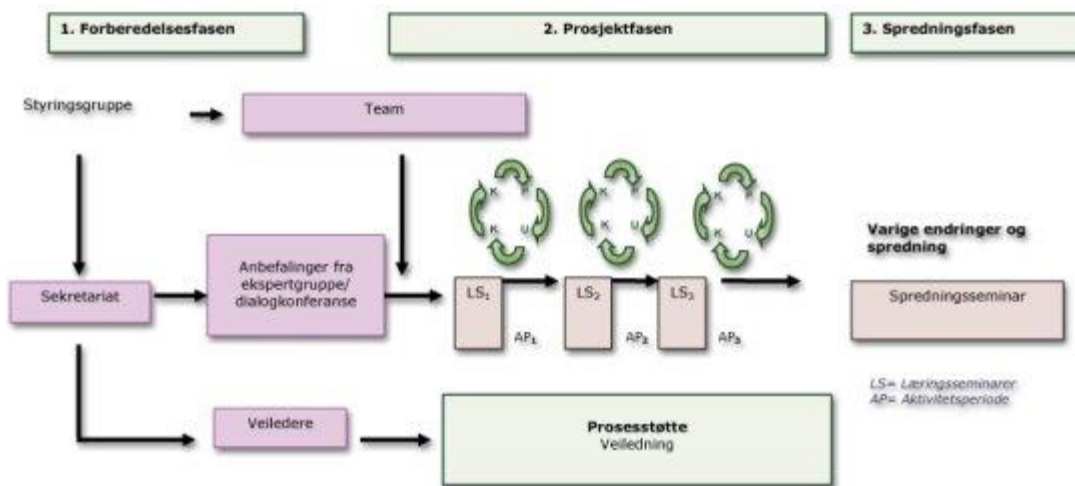 1. Forberedelsesfasen
2. Prosjektfasen
3. Spredningsfasen
Styringsgruppe
Team
K P
K U
K P
K U
K P
K U
Varige endringer og
spredning
Sekretariat
Anbefalinger fra
ekspertgruppe/
dialogkonferanse
LS₁
LS₂
LS₃
Spredningsseminar
AP₁
AP₂
AP₃
LS= Læringsseminarer
AP= Aktivitetsperiode
Veiledere
Prosesstøtte
Veiledning